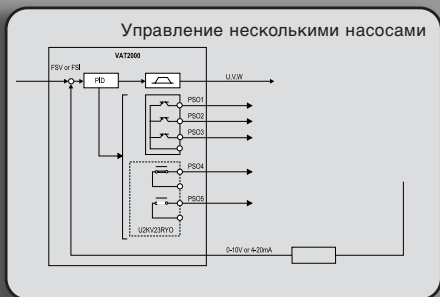 Управление несколькими насосами
VAT2000
FSV or FSI
PID
U,V,W
PSO1
PSO2
PSO3
PSO4
PSO5
U2KV23RYO
0-10V or 4-20mA